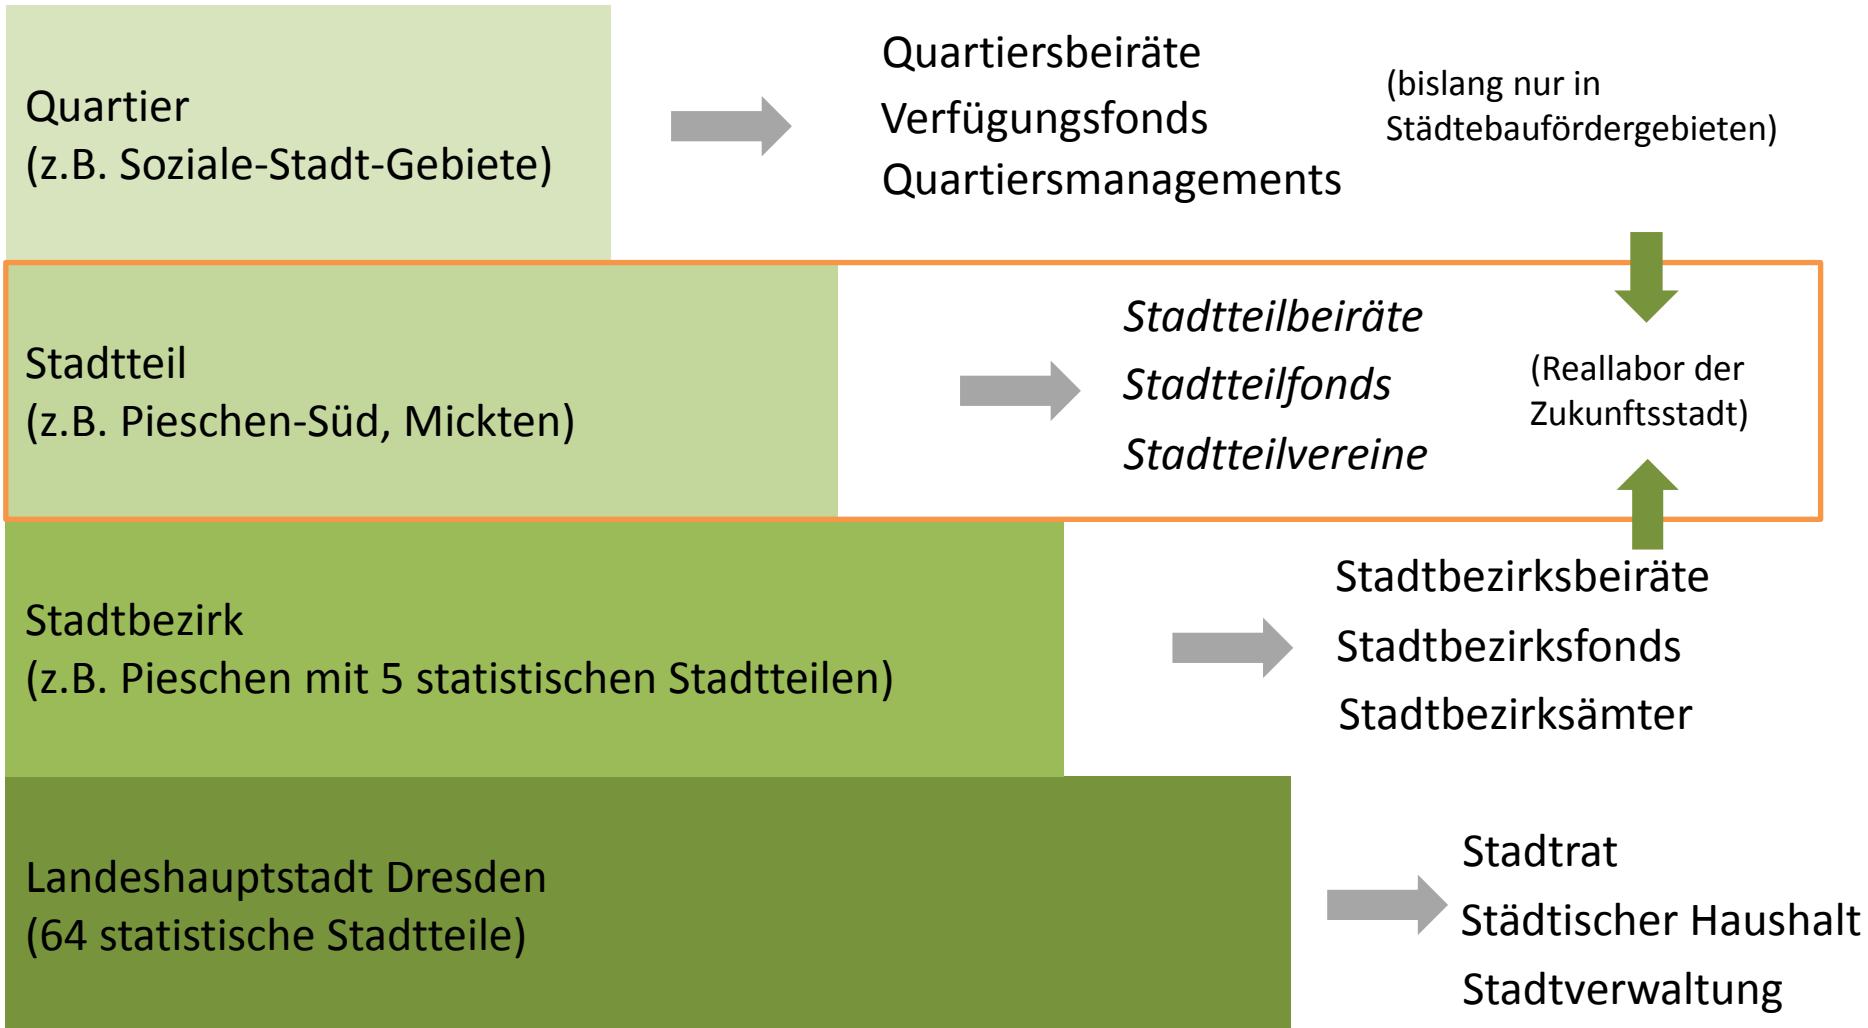 Quartier
(z.B. Soziale-Stadt-Gebiete)
Quartiersbeiräte
Verfügungsfonds
Quartiersmanagements
(bislang nur in
Städtebaufördergebieten)
Stadtteil
(z.B. Pieschen-Süd, Mickten)
Stadtteilbeiräte
Stadtteilfonds
Stadtteilvereine
(Reallabor der
Zukunftsstadt)
Stadtbezirk
(z.B. Pieschen mit 5 statistischen Stadtteilen)
Stadtbezirksbeiräte
Stadtbezirksfonds
Stadtbezirksämter
Landeshauptstadt Dresden
(64 statistische Stadtteile)
Stadtrat
Städtischer Haushalt
Stadtverwaltung